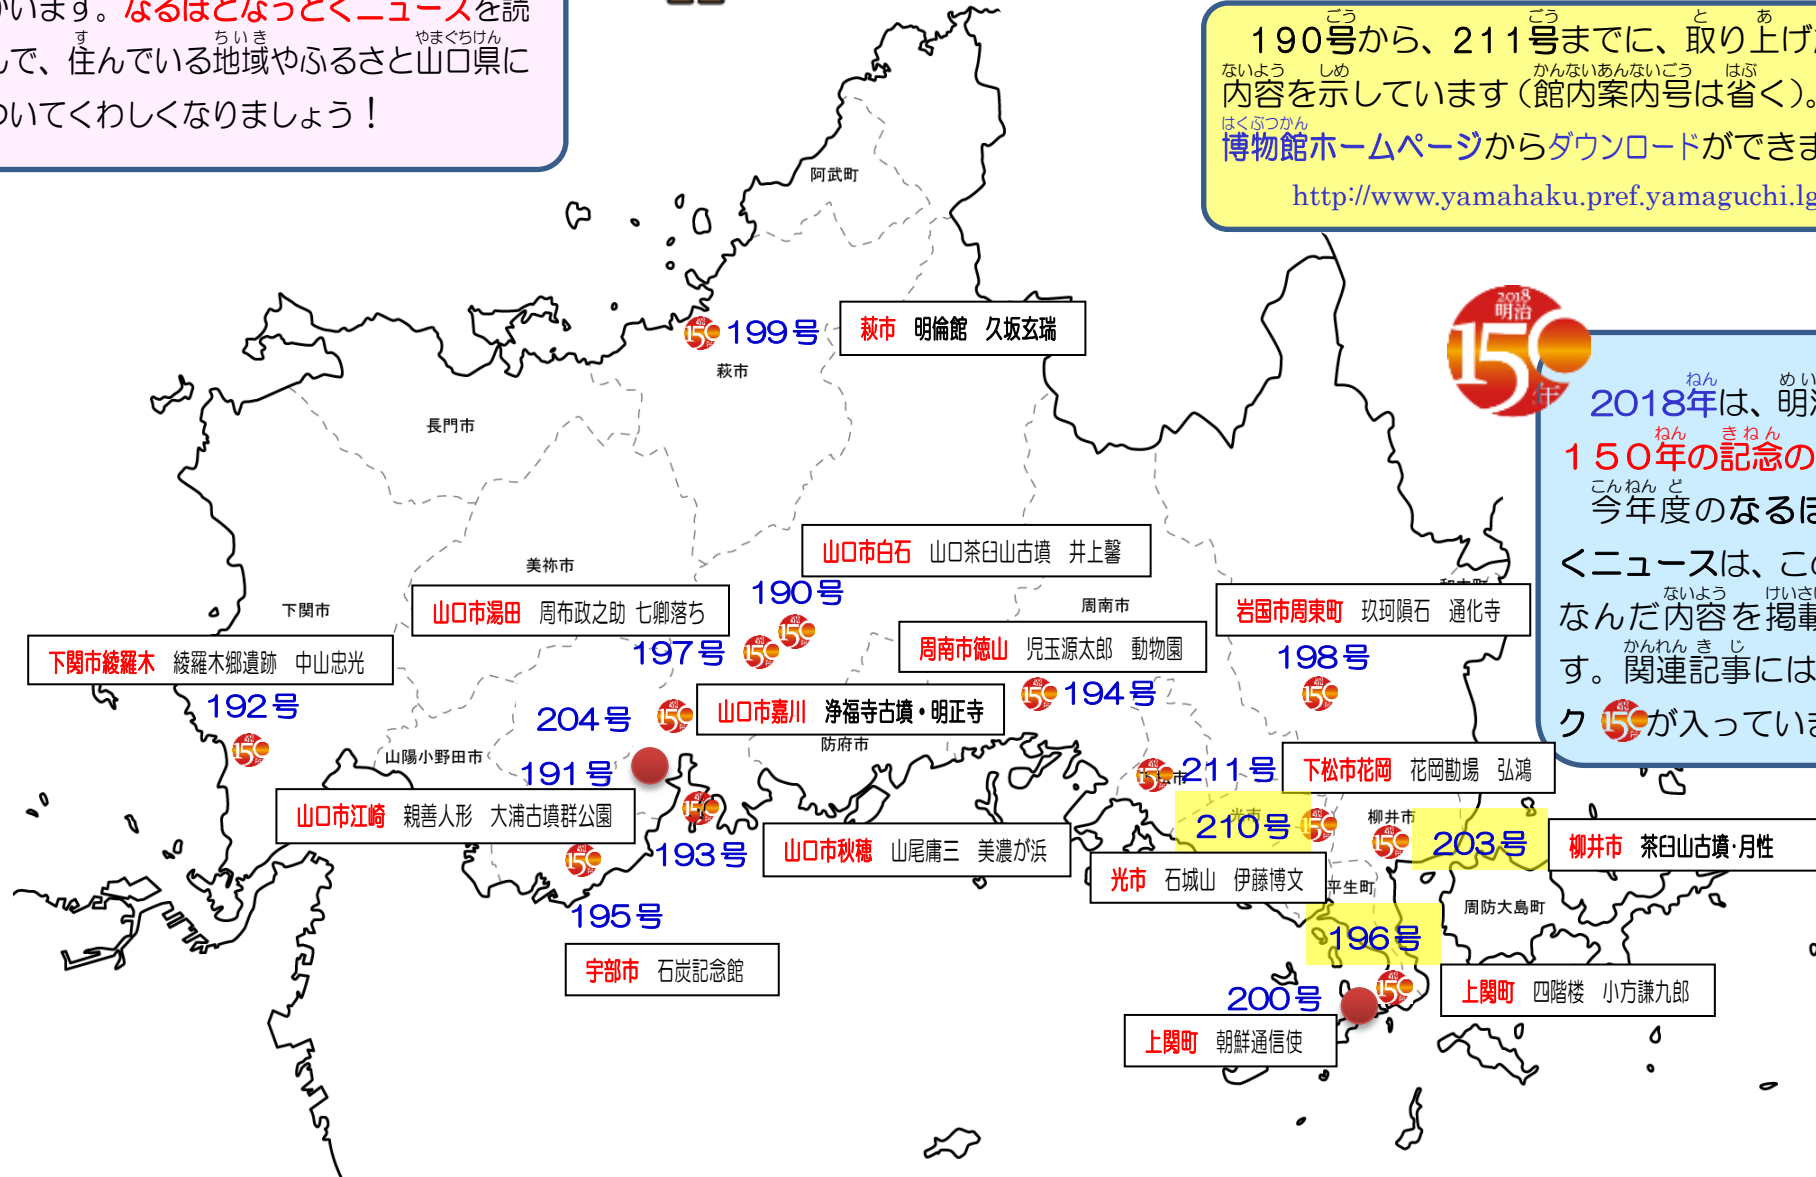 います。なるほどなっとくニュースを読
で、住んでいる地域やふるさと山口県に
ついてくわしくなりましょう！
190号から、211号までに、取り上げ
内容を示しています（館内案内号は省く）。
博物館ホームページからダウンロードができま
http://www.yamahaku.pref.yamaguchi.lg
2018
明治
150
年
2018年は、明
150年の記念の
今年度のなるほ
くニュースは、この
なんだ内容を掲載
す。関連記事には
ク 150が入っていま
阿武町
199号
萩市　明倫館　久坂玄瑞
萩市
長門市
山口市白石　山口茶臼山古墳　井上馨
美祢市
190号
周南市
下関市
山口市湯田　周布政之助 七卿落ち
岩国市周東町　玖珂隕石　通化寺
197号
周南市徳山　児玉源太郎　動物園
198号
下関市綾羅木　綾羅木郷遺跡　中山忠光
192号
204号
山口市嘉川　浄福寺古墳・明正寺
194号
防府市
山陽小野田市
191号
211号
下松市花岡　花岡勘場　弘鴻
山口市江崎　親善人形　大浦古墳群公園
光市
210号
柳井市
203号
柳井市　茶臼山古墳・月性
193号
山口市秋穂　山尾庸三　美濃が浜
光市　石城山　伊藤博文
平生町
195号
周防大島町
196号
宇部市　石炭記念館
200号
上関町　四階楼　小方謙九郎
上関町　朝鮮通信使